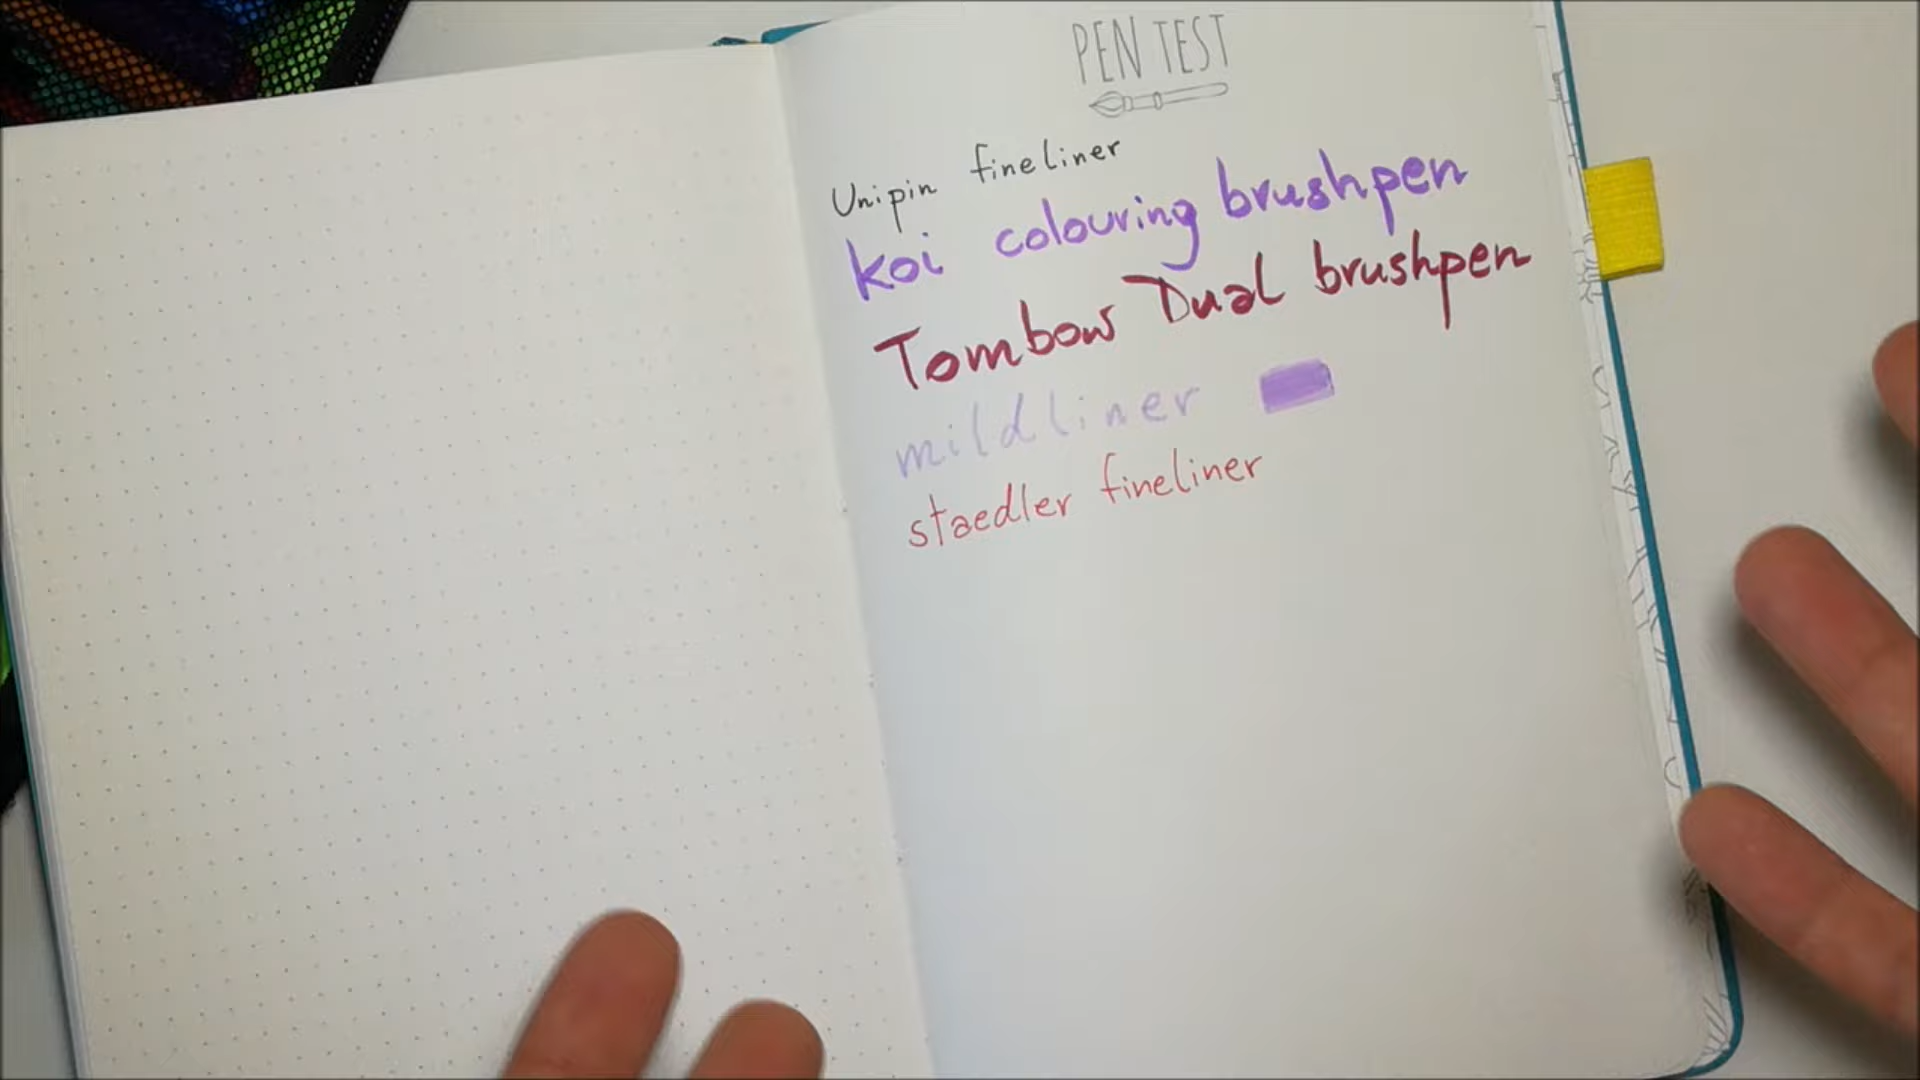 PEN TEST
Unipin fineliner
koi colouring brushpen
Tombow Dual brushpen
mildliner
staedler fineliner